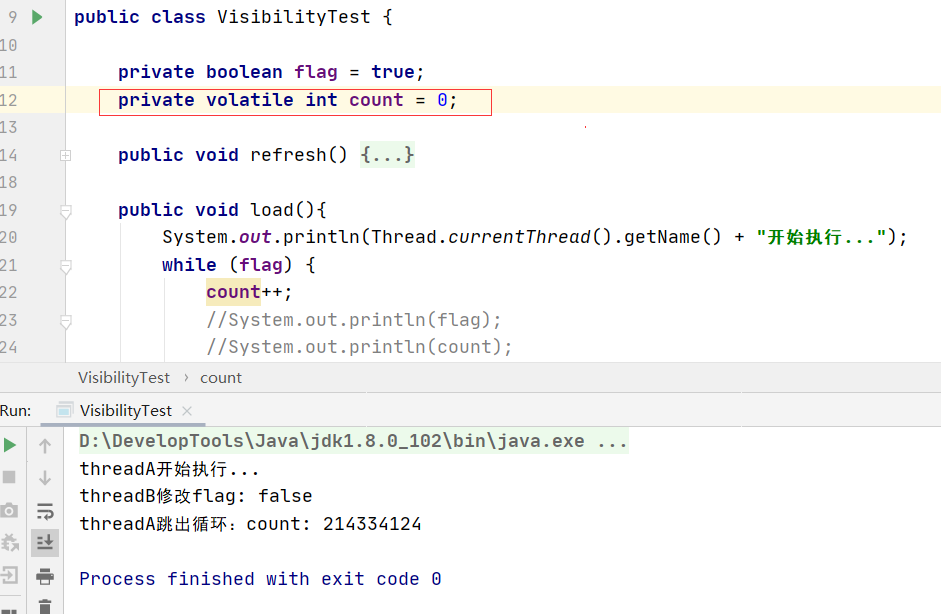 9 public class VisibilityTest {
10
11 private boolean flag = true;
12 private volatile int count = 0;
13
14 public void refresh() {...}
18
19 public void load(){
20 System.out.println(Thread.currentThread().getName() + "开始执行...");
21 while (flag) {
22 count++;
23 //System.out.println(flag);
24 //System.out.println(count);
VisibilityTest › count
Run: VisibilityTest ×
D:\DevelopTools\Java\jdk1.8.0_102\bin\java.exe ...
threadA开始执行...
threadB修改flag: false
threadA跳出循环：count: 214334124
Process finished with exit code 0